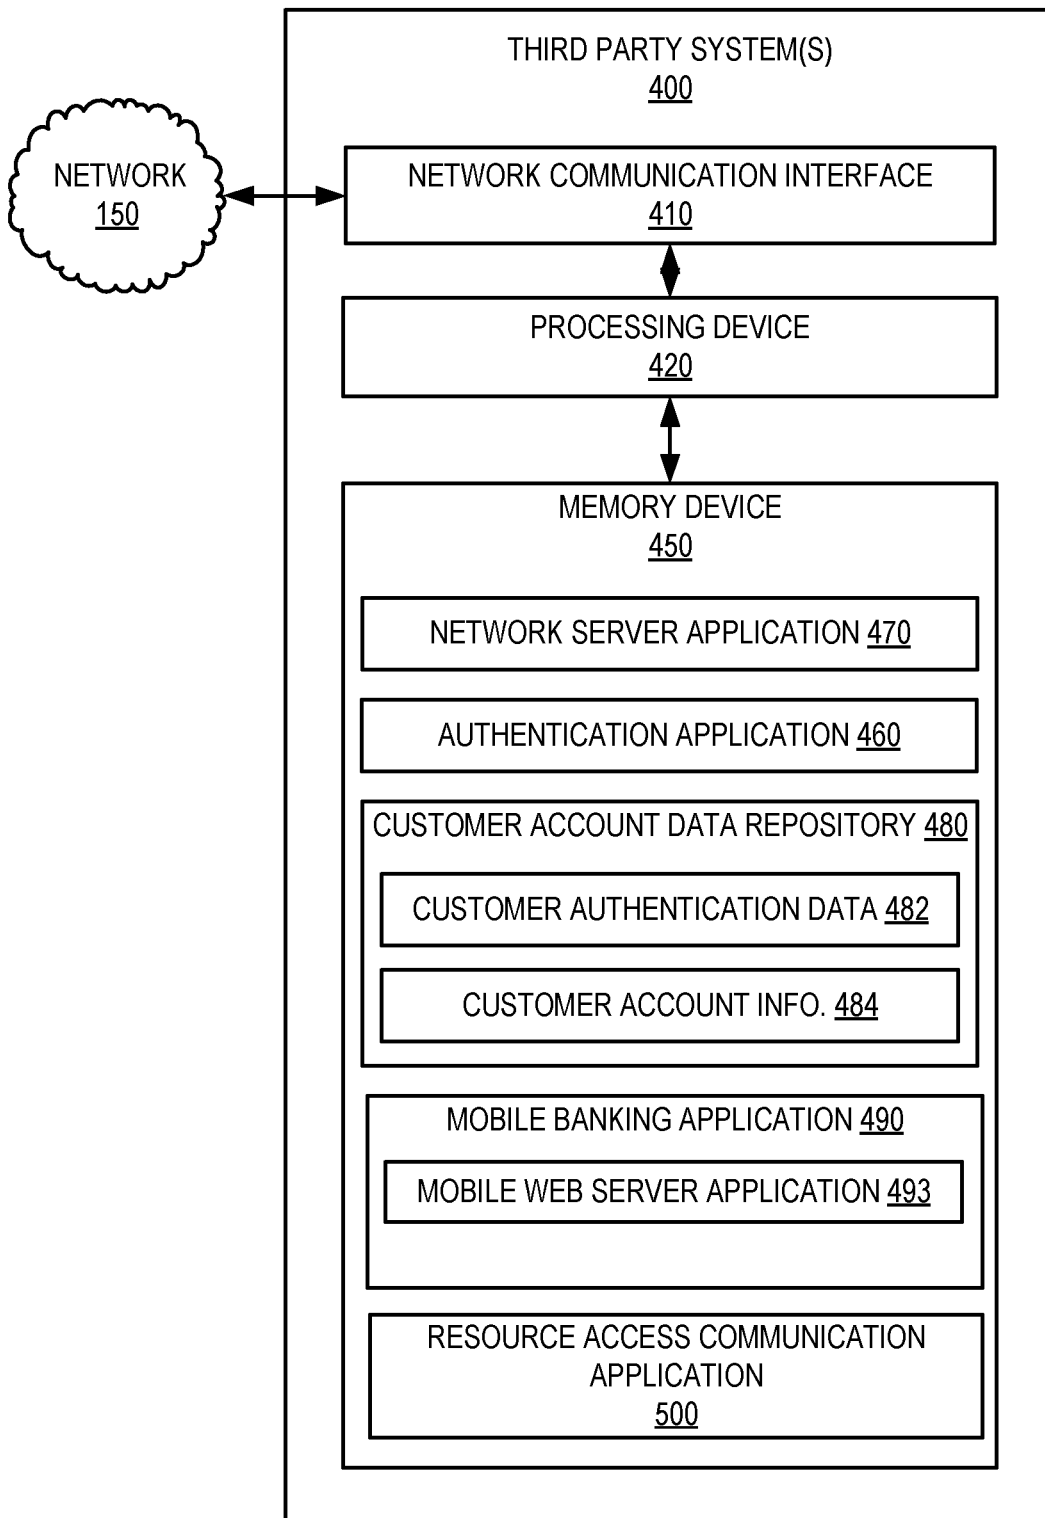 THIRD PARTY SYSTEM(S)
400
NETWORK
150
NETWORK COMMUNICATION INTERFACE
410
PROCESSING DEVICE
420
MEMORY DEVICE
450
NETWORK SERVER APPLICATION 470
AUTHENTICATION APPLICATION 460
CUSTOMER ACCOUNT DATA REPOSITORY 480
CUSTOMER AUTHENTICATION DATA 482
CUSTOMER ACCOUNT INFO. 484
MOBILE BANKING APPLICATION 490
MOBILE WEB SERVER APPLICATION 493
RESOURCE ACCESS COMMUNICATION
APPLICATION
500